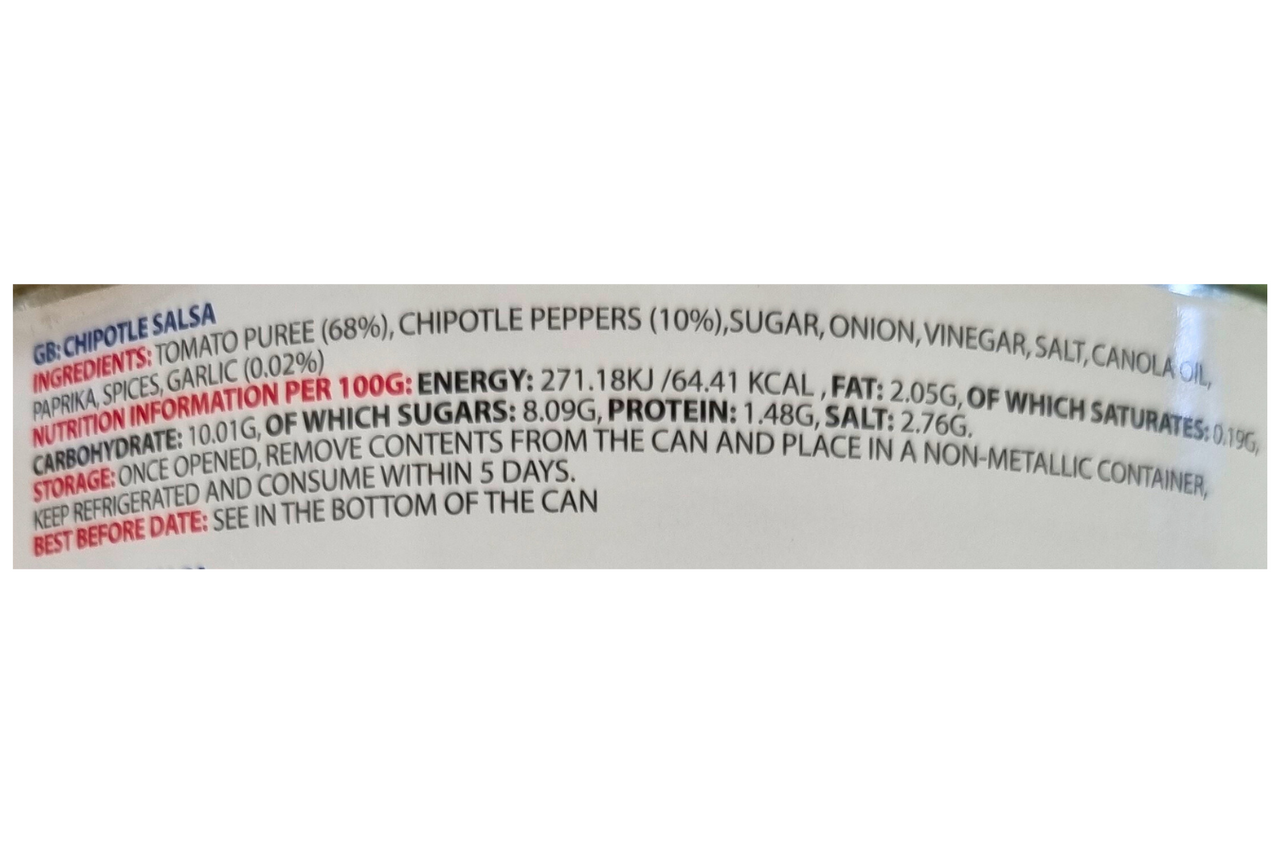 GB: CHIPOTLE SALSA
INGREDIENTS: TOMATO PUREE (68%), CHIPOTLE PEPPERS (10%),SUGAR, ONION, VINEGAR, SALT, CANOLA OIL,
PAPRIKA, SPICES, GARLIC (0.02%)
NUTRITION INFORMATION PER 100G: ENERGY: 271.18KJ /64.41 KCAL , FAT: 2.05G, OF WHICH SATURATES: 0.19G,
CARBOHYDRATE: 10.01G, OF WHICH SUGARS: 8.09G, PROTEIN: 1.48G, SALT: 2.76G.
STORAGE: ONCE OPENED, REMOVE CONTENTS FROM THE CAN AND PLACE IN A NON-METALLIC CONTAINER,
KEEP REFRIGERATED AND CONSUME WITHIN 5 DAYS.
BEST BEFORE DATE: SEE IN THE BOTTOM OF THE CAN